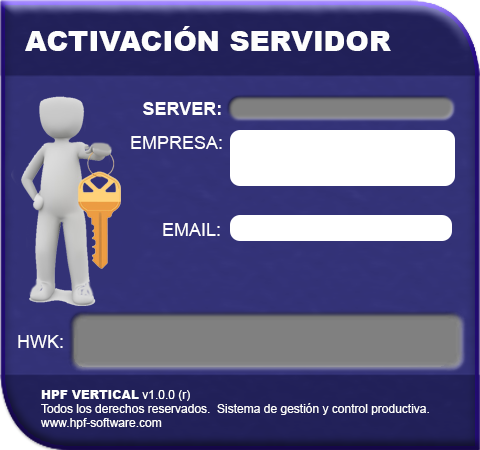 ACTIVACIÓN SERVIDOR
SERVER:
EMPRESA:
EMAIL:
HWK:
HPF VERTICAL v1.0.0 (r)
Todos los derechos reservados. Sistema de gestión y control productiva.
www.hpf-software.com